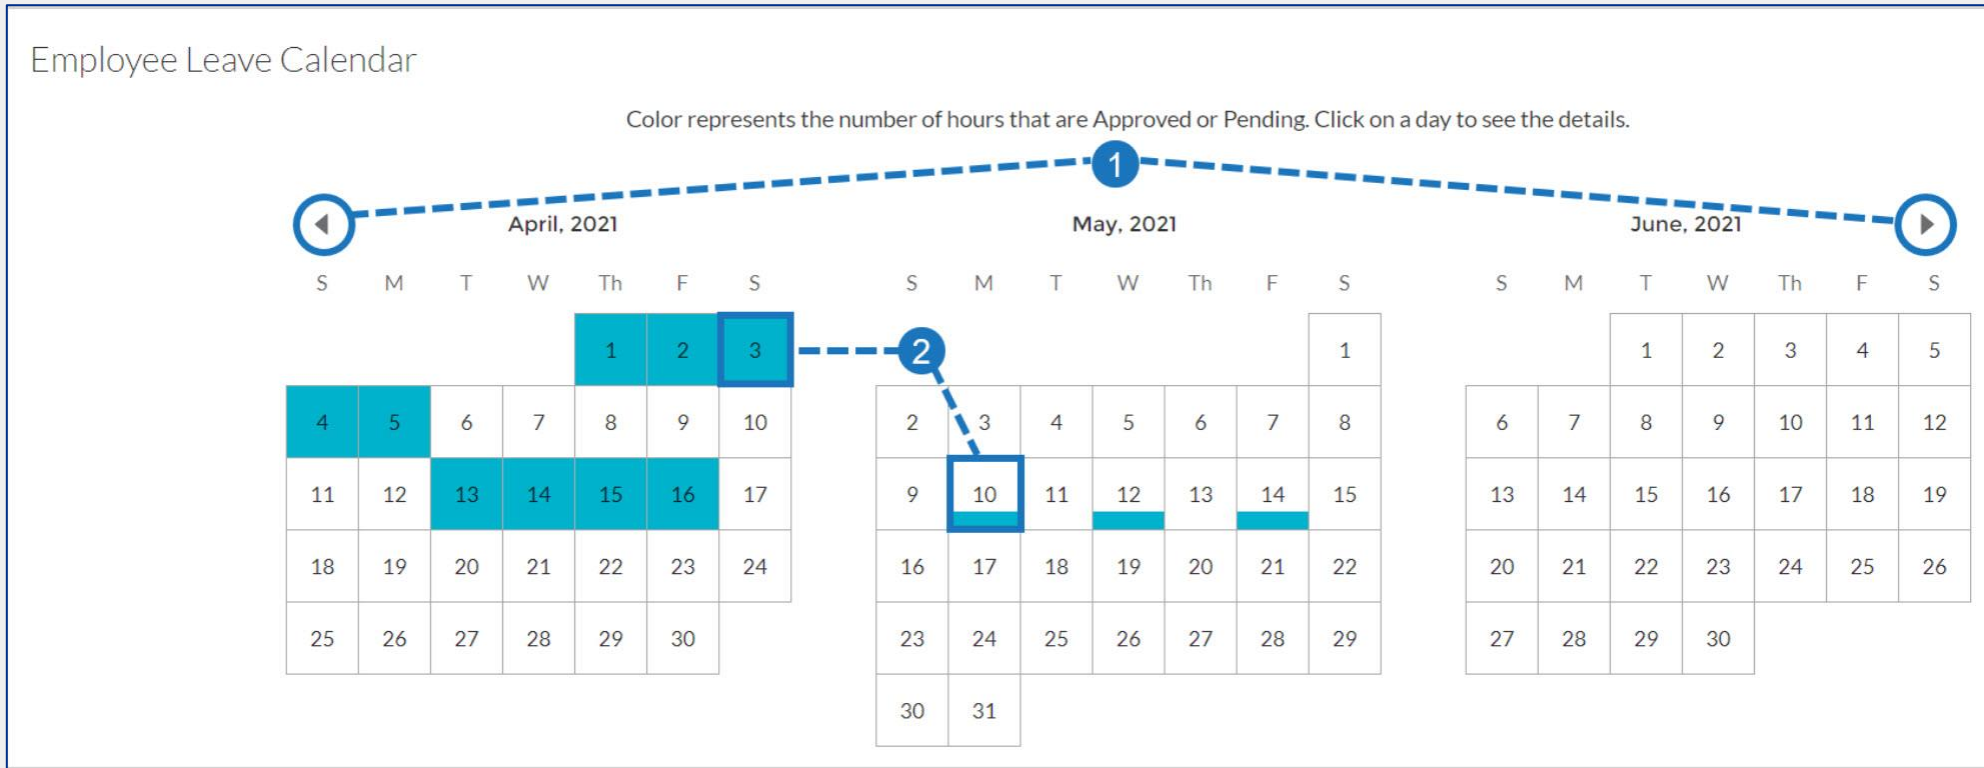 Employee Leave Calendar
Color represents the number of hours that are Approved or Pending. Click on a day to see the details.
1
April, 2021
S M T W Th F S
1 2 3
4 5 6 7 8 9 10
11 12 13 14 15 16 17
18 19 20 21 22 23 24
25 26 27 28 29 30
2
May, 2021
S M T W Th F S
1
2 3 4 5 6 7 8
9 10 11 12 13 14 15
16 17 18 19 20 21 22
23 24 25 26 27 28 29
30 31
June, 2021
S M T W Th F S
1 2 3 4 5
6 7 8 9 10 11 12
13 14 15 16 17 18 19
20 21 22 23 24 25 26
27 28 29 30